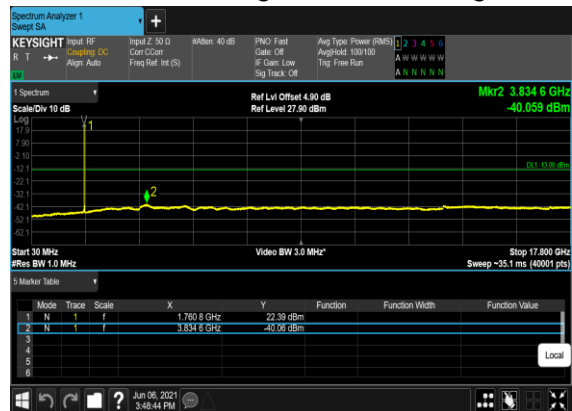 Spectrum Analyzer 1
Swept SA
+
KEYSIGHT Input: RF Input Z: 50 Ω #Atten: 40 dB PNO: Fast Avg Type: Power (RMS) 1 2 3 4 5 6
R T Coupling: DC Corr CCorr Gate: Off Avg|Hold: 100/100 A W W W W W
Align: Auto Freq Ref: Int (S) IF Gain: Low Trig: Free Run
LV Sig Track: Off A N N N N N
1 Spectrum Ref Lvl Offset 4.90 dB Mkr2 3.834 6 GHz
Scale/Div 10 dB Ref Level 27.90 dBm -40.059 dBm
Log
17.9
1
7.90
-2.10
-12.1 DL1 -13.00 dBm
-22.1
-32.1 2
-42.1
-52.1
-62.1
Start 30 MHz Video BW 3.0 MHz* Stop 17.800 GHz
#Res BW 1.0 MHz Sweep ~35.1 ms (40001 pts)
5 Marker Table
Mode Trace Scale X Y Function Function Width Function Value
1 N 1 f 1.760 8 GHz 22.39 dBm
2 N 1 f 3.834 6 GHz -40.06 dBm
3
4
5
6
Local
? Jun 06, 2021
3:48:44 PM